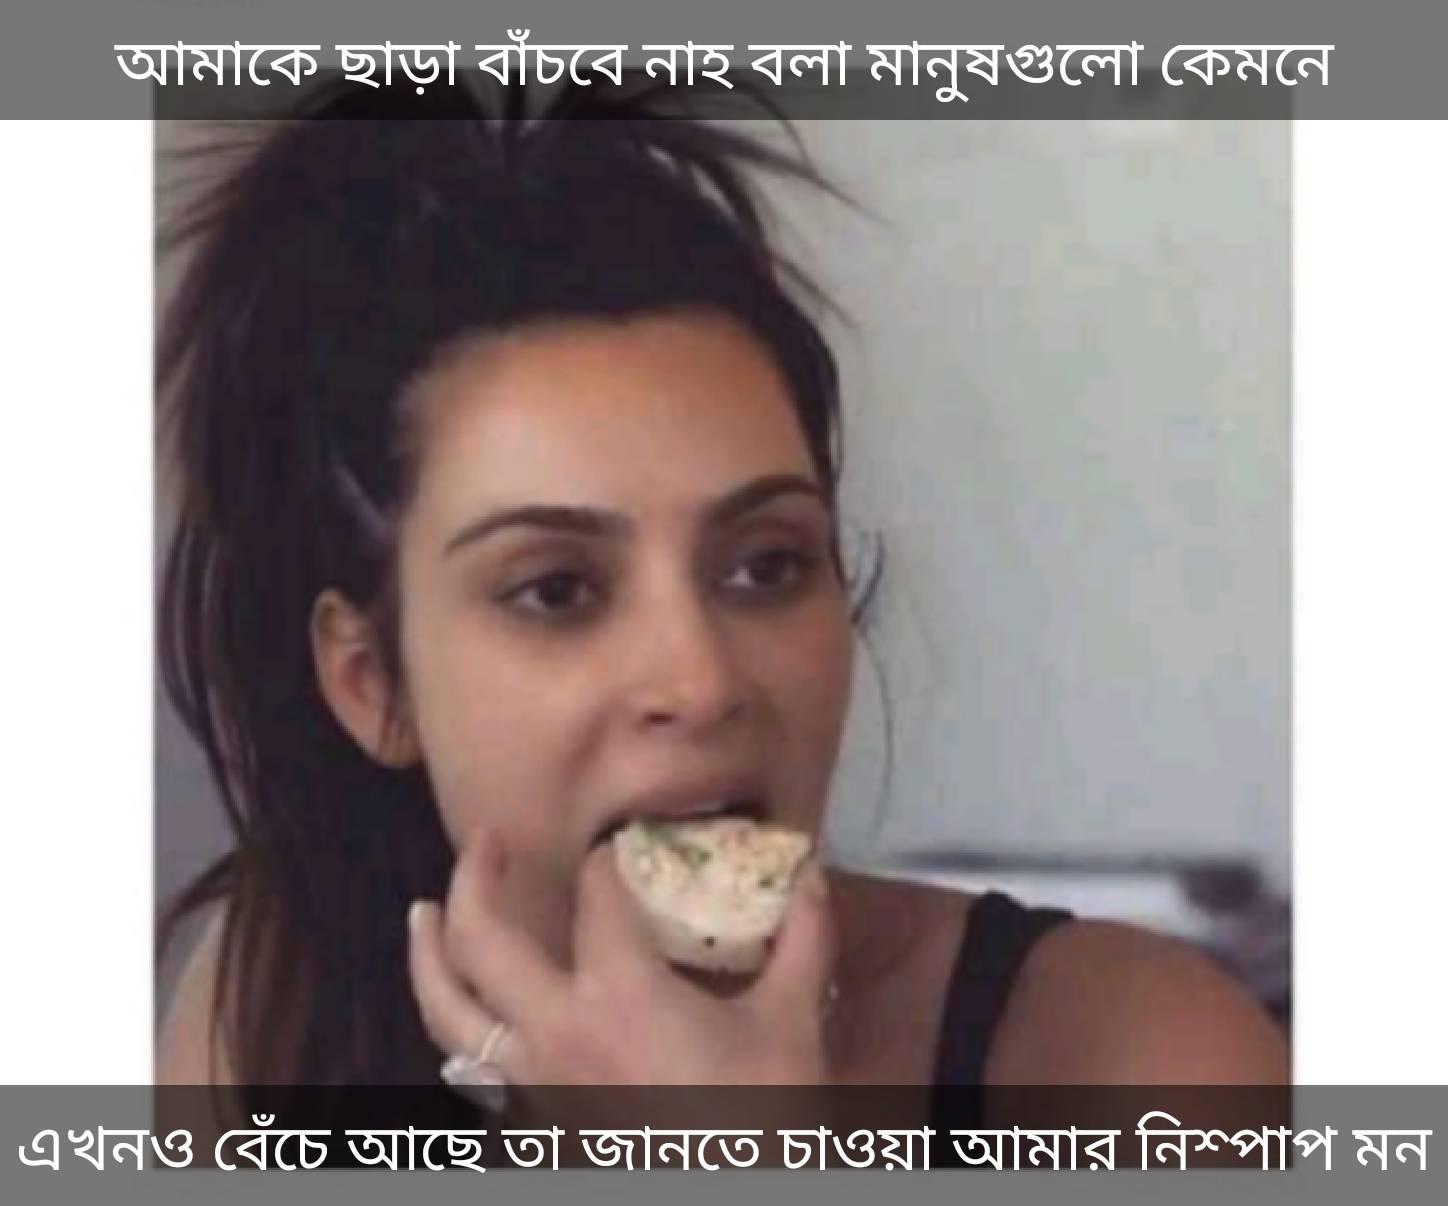 আমাকে ছাড়া বাঁচবে নাহ বলা মানুষগুলো কেমনে
এখনও বেঁচে আছে তা জানতে চাওয়া আমার নিশ্পাপ মন